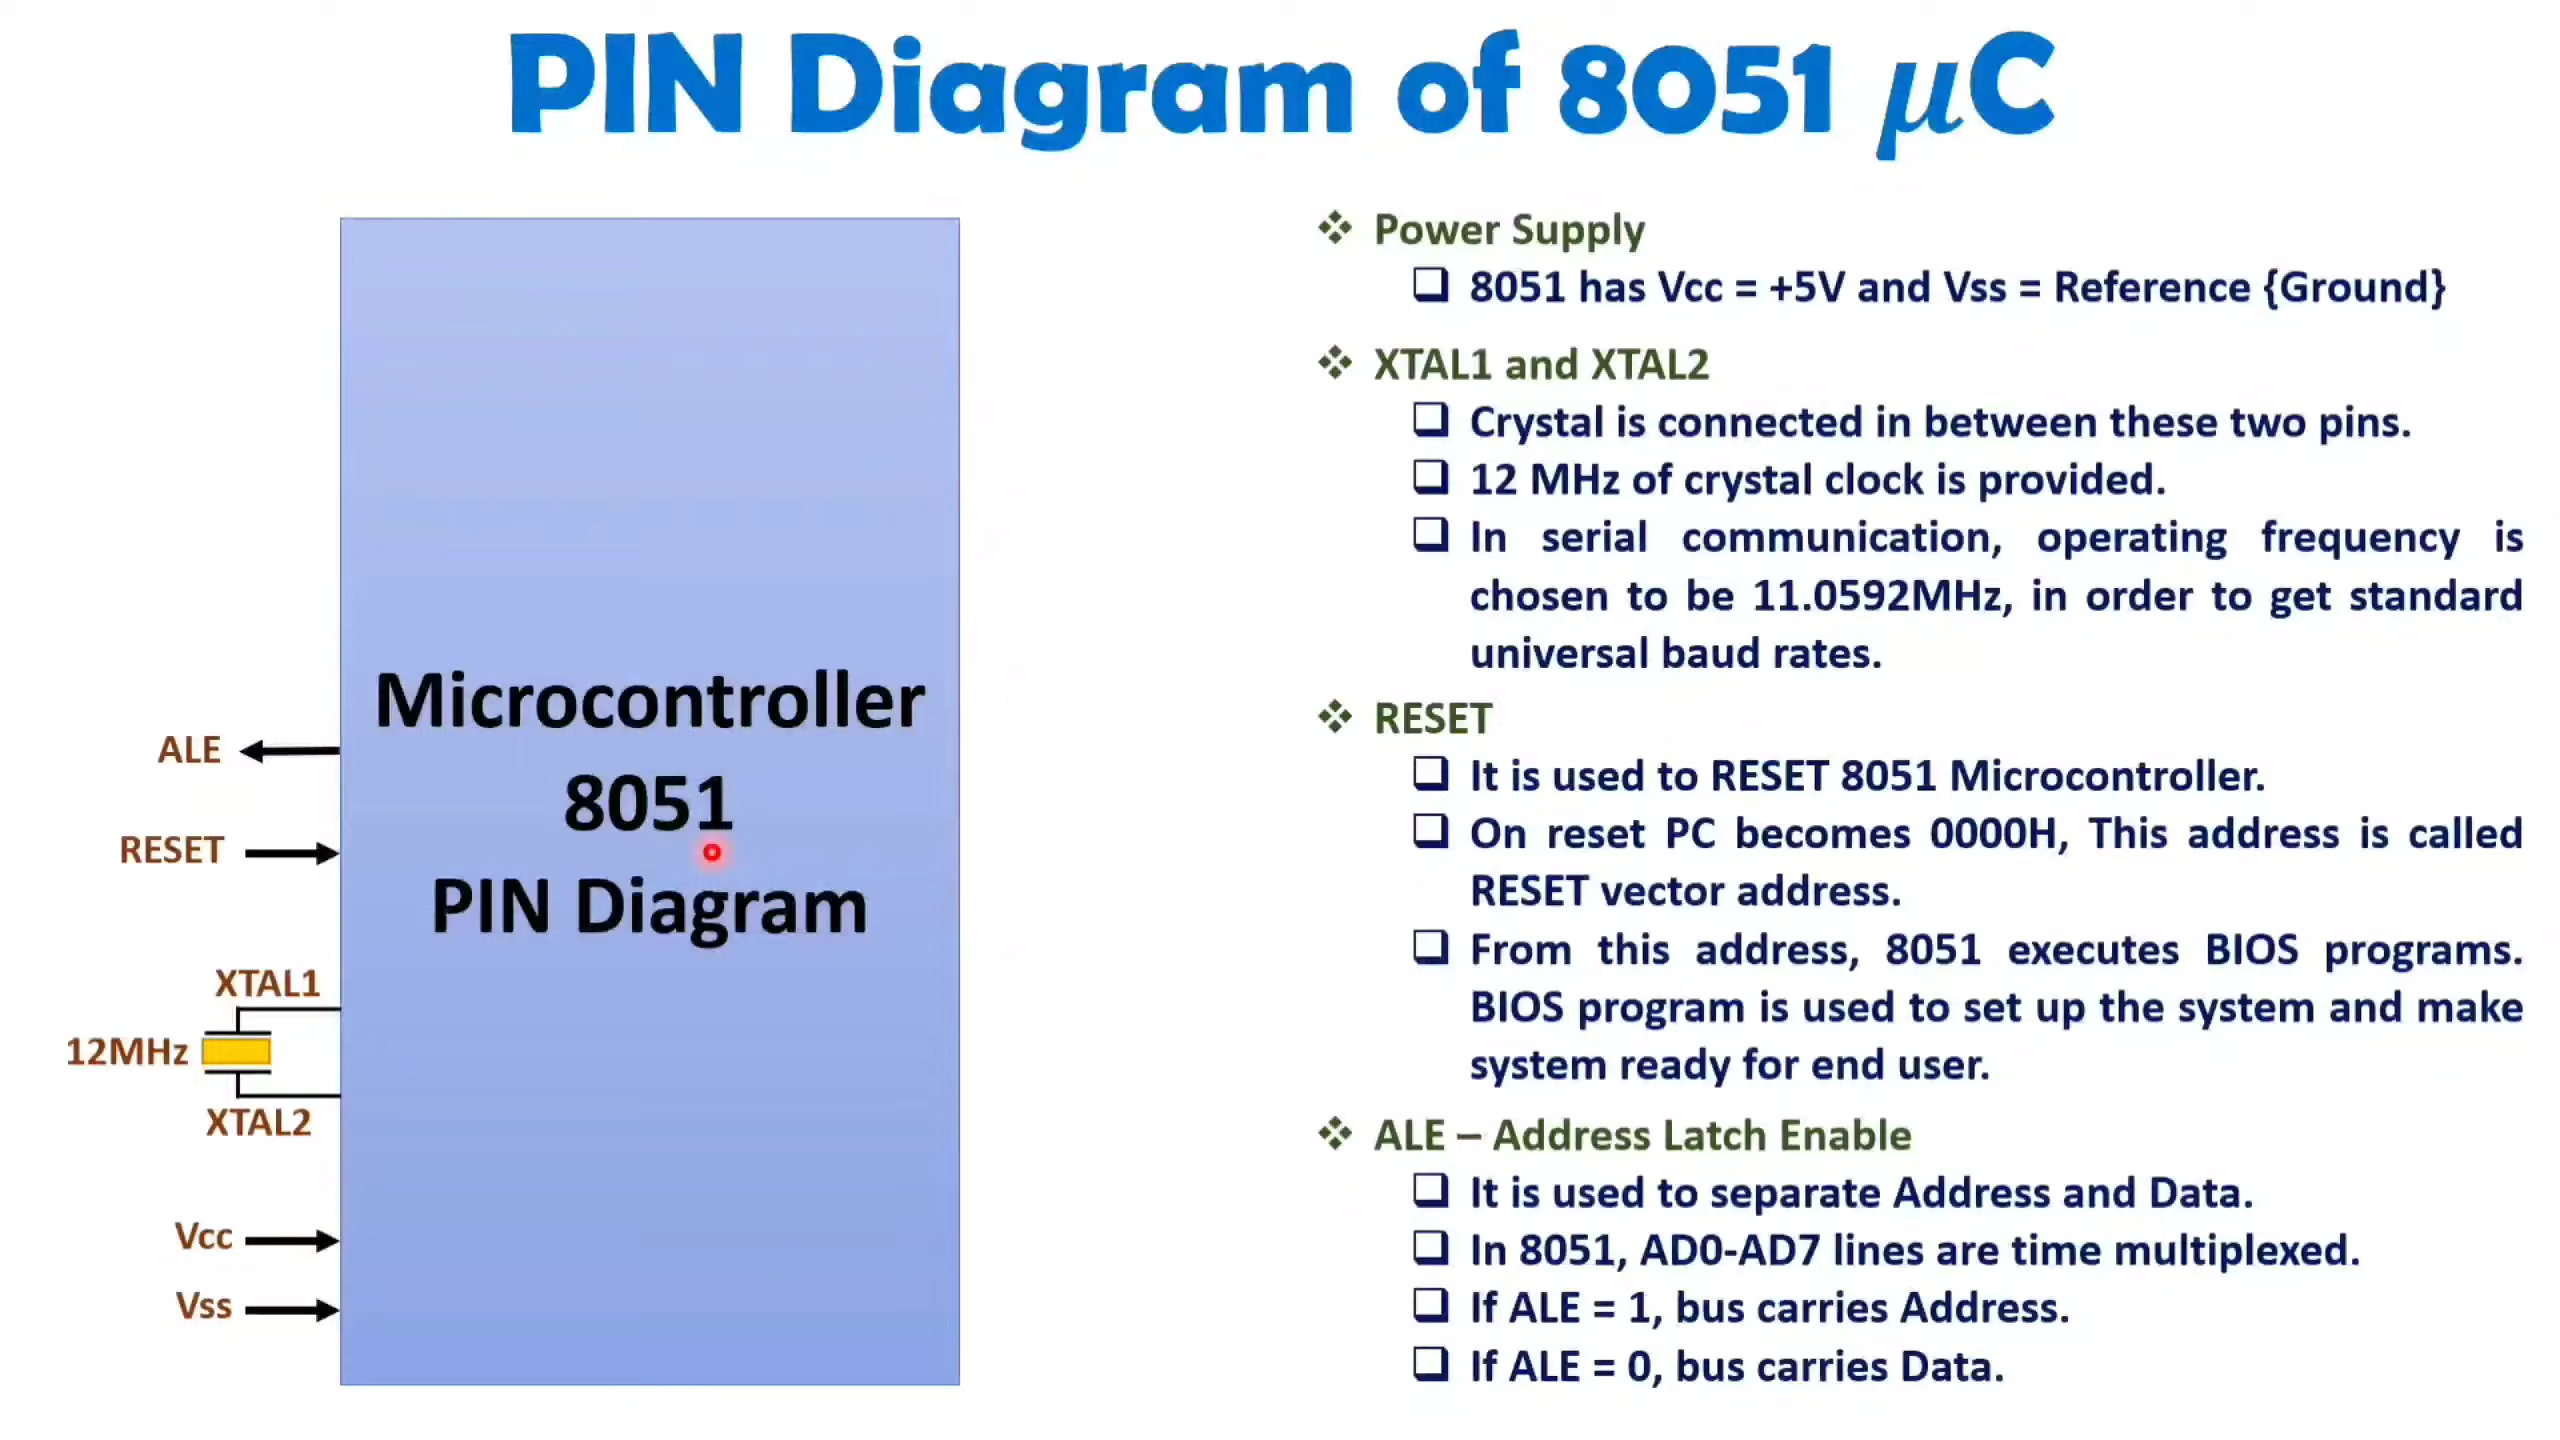 PIN Diagram of 8051 μC
Microcontroller
8051
PIN Diagram
ALE
RESET
XTAL1
12MHz
XTAL2
Vcc
Vss
Power Supply
8051 has Vcc = +5V and Vss = Reference {Ground}
XTAL1 and XTAL2
Crystal is connected in between these two pins.
12 MHz of crystal clock is provided.
In serial communication, operating frequency is
chosen to be 11.0592MHz, in order to get standard
universal baud rates.
RESET
It is used to RESET 8051 Microcontroller.
On reset PC becomes 0000H, This address is called
RESET vector address.
From this address, 8051 executes BIOS programs.
BIOS program is used to set up the system and make
system ready for end user.
ALE – Address Latch Enable
It is used to separate Address and Data.
In 8051, AD0-AD7 lines are time multiplexed.
If ALE = 1, bus carries Address.
If ALE = 0, bus carries Data.